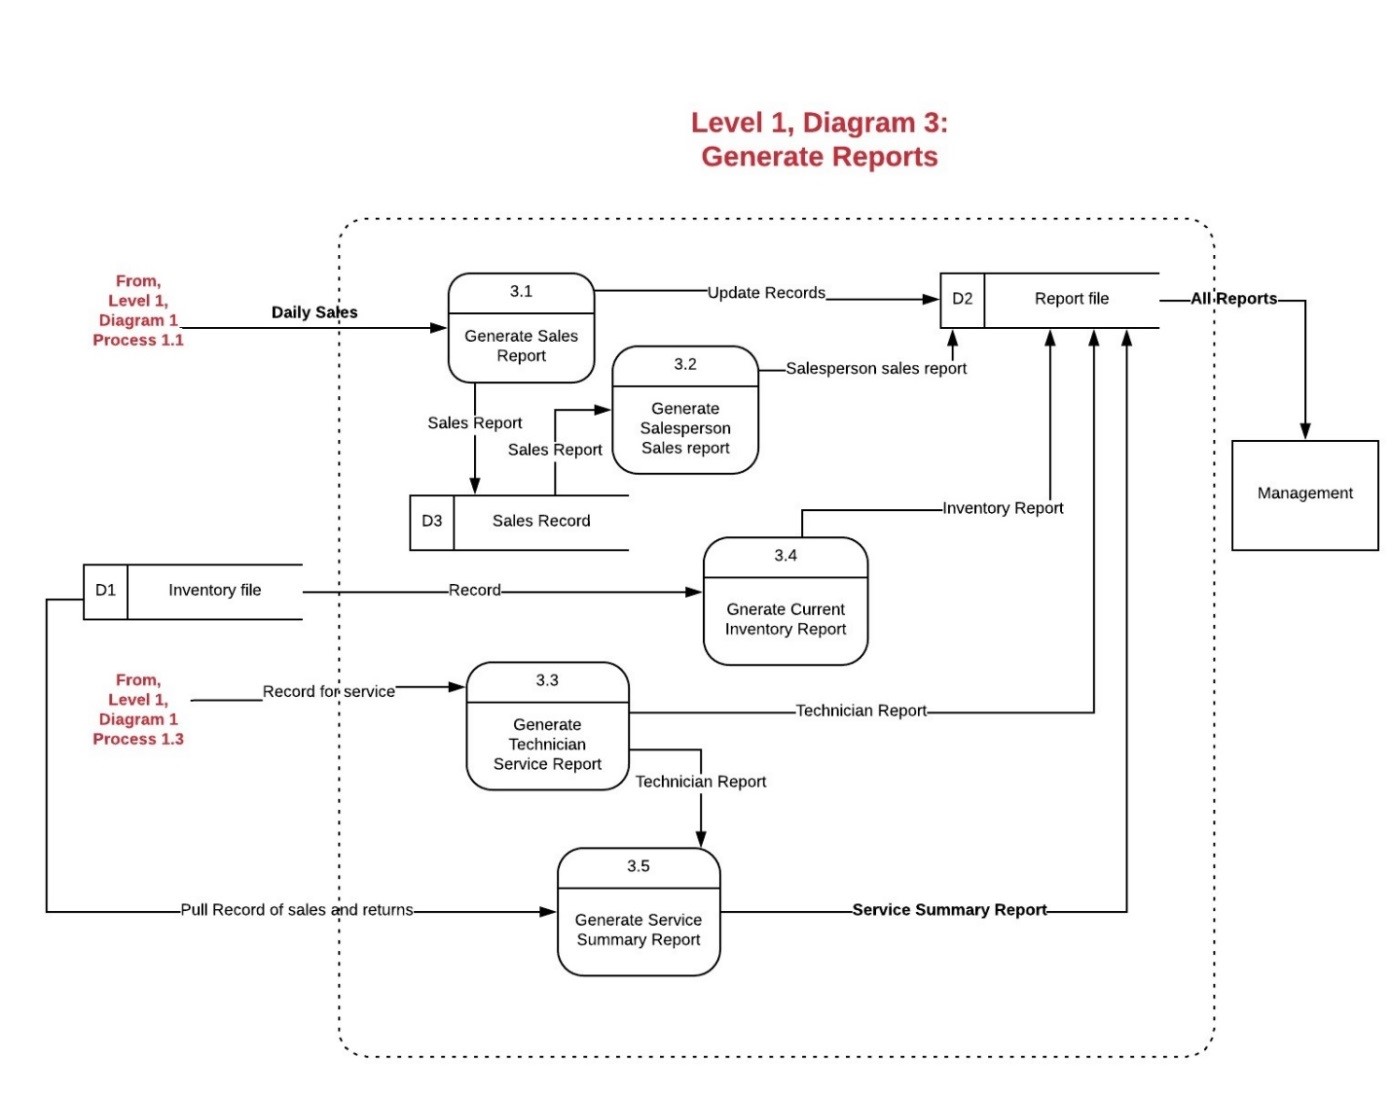 Level 1, Diagram 3:
Generate Reports
From,
Level 1,
Diagram 1
Process 1.1
Daily Sales
3.1
Generate Sales
Report
Update Records
D2
Report file
All Reports
3.2
Generate
Salesperson
Sales report
Salesperson sales report
Sales Report
Sales Report
Management
D3
Sales Record
Inventory Report
3.4
Gnerate Current
Inventory Report
D1
Inventory file
Record
From,
Level 1,
Diagram 1
Process 1.3
Record for service
3.3
Generate
Technician
Service Report
Technician Report
Technician Report
3.5
Generate Service
Summary Report
Pull Record of sales and returns
Service Summary Report